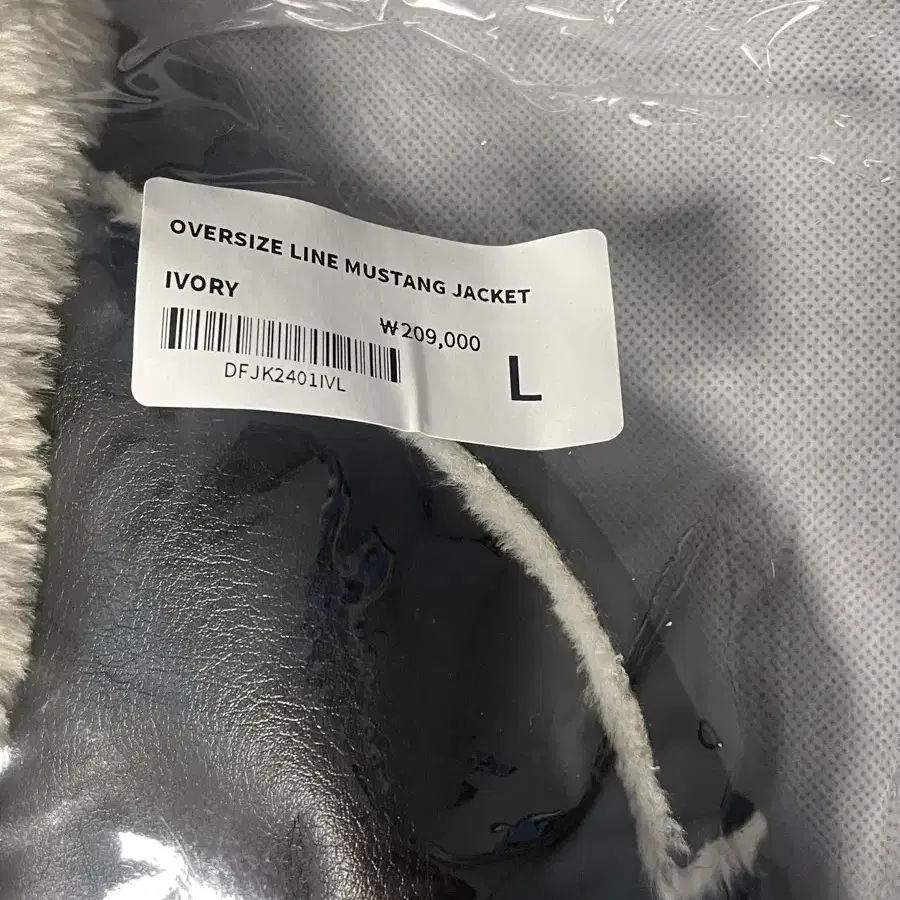 OVERSIZE LINE MUSTANG JACKET
IVORY
₩209,000
DFJK2401IVL
L